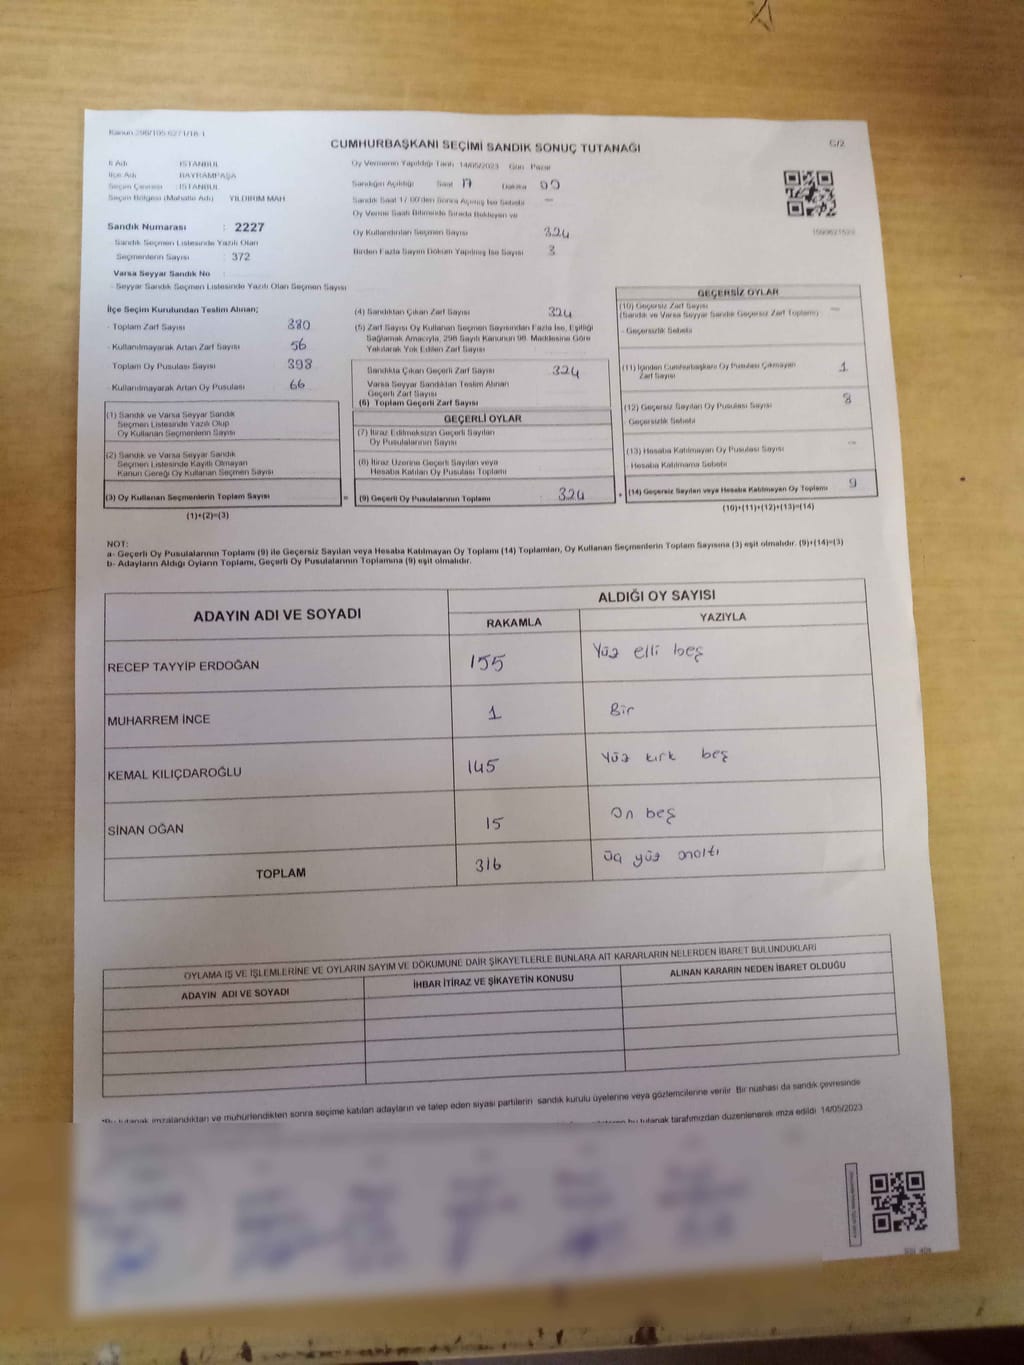 Kanun 298/105 6271/18-1
CUMHURBAŞKANI SEÇİMİ SANDIK SONUÇ TUTANAĞI
İl Adı : İSTANBUL
İlçe Adı : BAYRAMPAŞA
Seçim Çevresi : İSTANBUL
Seçim Bölgesi (Mahalle Adı) YILDIRIM MAH
Sandık Numarası : 2227
Sandık Seçmen Listesinde Yazılı Olan
Seçmenlerin Sayısı : 372
Varsa Seyyar Sandık No
- Seyyar Sandık Seçmen Listesinde Yazılı Olan Seçmen Sayısı
Oy Vermenin Yapıldığı Tarih 14/05/2023 Gün Pazar
Sandığın Açıldığı Saat 17 Dakika 00
Sandık Saat 17 00'den Sonra Açılmış İse Sebebi —
Oy Verme Saati Bitiminde Sırada Bekleyen ve
Oy Kullandırılan Seçmen Sayısı 324
Birden Fazla Sayım Döküm Yapılmış İse Sayısı 3
İlçe Seçim Kurulundan Teslim Alınan;
- Toplam Zarf Sayısı 380
- Kullanılmayarak Artan Zarf Sayısı 56
Toplam Oy Pusulası Sayısı 398
- Kullanılmayarak Artan Oy Pusulası 66
(1) Sandık ve Varsa Seyyar Sandık
Seçmen Listesinde Yazılı Olup
Oy Kullanan Seçmenlerin Sayısı
(2) Sandık ve Varsa Seyyar Sandık
Seçmen Listesinde Kayıtlı Olmayan
Kanun Gereği Oy Kullanan Seçmen Sayısı
(3) Oy Kullanan Seçmenlerin Toplam Sayısı =
(1)+(2)=(3)
(4) Sandıktan Çıkan Zarf Sayısı 324
(5) Zarf Sayısı Oy Kullanan Seçmen Sayısından Fazla İse, Eşitliği
Sağlamak Amacıyla, 298 Sayılı Kanunun 98. Maddesine Göre
Yakılarak Yok Edilen Zarf Sayısı
Sandıkta Çıkan Geçerli Zarf Sayısı 324
Varsa Seyyar Sandıktan Teslim Alınan
Geçerli Zarf Sayısı
(6) Toplam Geçerli Zarf Sayısı
GEÇERLİ OYLAR
(7) İtiraz Edilmeksizin Geçerli Sayılan
Oy Pusulalarının Sayısı
(8) İtiraz Üzerine Geçerli Sayılan veya
Hesaba Katılan Oy Pusulası Toplamı
(9) Geçerli Oy Pusulalarının Toplamı : 324 +
GEÇERSİZ OYLAR
(10) Geçersiz Zarf Sayısı —
(Sandık ve Varsa Seyyar Sandık Geçersiz Zarf Toplamı)
- Geçersizlik Sebebi
(11) İçinden Cumhurbaşkanı Oy Pusulası Çıkmayan 1
Zarf Sayısı
(12) Geçersiz Sayılan Oy Pusulası Sayısı 8
Geçersizlik Sebebi
(13) Hesaba Katılmayan Oy Pusulası Sayısı —
Hesaba Katılmama Sebebi
(14) Geçersiz Sayılan veya Hesaba Katılmayan Oy Toplamı 9
(10)+(11)+(12)+(13)=(14)
NOT:
a- Geçerli Oy Pusulalarının Toplamı (9) ile Geçersiz Sayılan veya Hesaba Katılmayan Oy Toplamı (14) Toplamları, Oy Kullanan Seçmenlerin Toplam Sayısına (3) eşit olmalıdır. (9)+(14)=(3)
b- Adayların Aldığı Oyların Toplamı, Geçerli Oy Pusulalarının Toplamına (9) eşit olmalıdır.
ADAYIN ADI VE SOYADI ALDIĞI OY SAYISI
RAKAMLA YAZIYLA
RECEP TAYYİP ERDOĞAN 155 Yüz elli beş
MUHARREM İNCE 1 Bir
KEMAL KILIÇDAROĞLU 145 Yüz kırk beş
SİNAN OĞAN 15 On beş
TOPLAM 316 üç yüz onaltı
OYLAMA İŞ VE İŞLEMLERİNE VE OYLARIN SAYIM VE DÖKÜMÜNE DAİR ŞİKAYETLERLE BUNLARA AİT KARARLARIN NELERDEN İBARET BULUNDUKLARI
ADAYIN ADI VE SOYADI İHBAR İTİRAZ VE ŞİKAYETİN KONUSU ALINAN KARARIN NEDEN İBARET OLDUĞU
*Bu tutanak imzalandıktan ve mühürlendikten sonra seçime katılan adayların ve talep eden siyasi partilerin sandık kurulu üyelerine veya gözlemcilerine verilir Bir nüshası da sandık çevresinde
bu tutanak tarafımızdan düzenlenerek imza edildi 14/05/2023